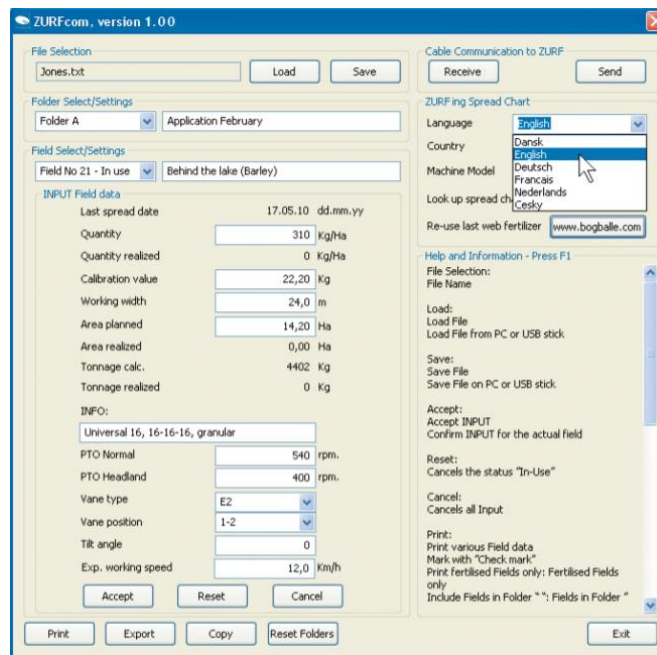 ZURFcom, version 1.00
File Selection
Jones.txt
Load
Save
Cable Communication to ZURF
Receive
Send
Folder Select/Settings
Folder A
Application February
Field Select/Settings
Field No 21 - In use
Behind the lake (Barley)
INPUT Field data
Last spread date 17.05.10 dd.mm.yy
Quantity 310 Kg/Ha
Quantity realized 0 Kg/Ha
Calibration value 22,20 Kg
Working width 24,0 m
Area planned 14,20 Ha
Area realized 0,00 Ha
Tonnage calc. 4402 Kg
Tonnage realized 0 Kg
INFO:
Universal 16, 16-16-16, granular
PTO Normal 540 rpm.
PTO Headland 400 rpm.
Vane type E2
Vane position 1-2
Tilt angle 0
Exp. working speed 12,0 Km/h
Accept
Reset
Cancel
ZURFing Spread Chart
Language English
Country
Machine Model
Look up spread ch
Dansk
English
Deutsch
Francais
Nederlands
Cesky
Re-use last web fertilizer www.bogballe.com
Help and Information - Press F1
File Selection:
File Name
Load:
Load File
Load File from PC or USB stick
Save:
Save File
Save File on PC or USB stick
Accept:
Accept INPUT
Confirm INPUT for the actual field
Reset:
Cancels the status "In-Use"
Cancel:
Cancels all Input
Print:
Print various Field data
Mark with "Check mark"
Print fertilised Fields only: Fertilised Fields
only
Include Fields in Folder " ": Fields in Folder "
Print
Export
Copy
Reset Folders
Exit